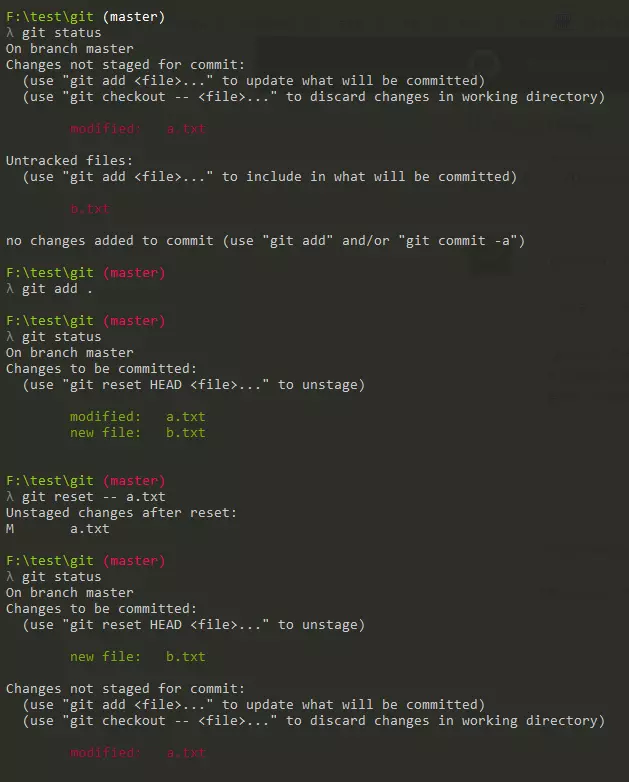 F:\test\git (master)
λ git status
On branch master
Changes not staged for commit:
  (use "git add <file>..." to update what will be committed)
  (use "git checkout -- <file>..." to discard changes in working directory)

        modified:   a.txt

Untracked files:
  (use "git add <file>..." to include in what will be committed)

        b.txt

no changes added to commit (use "git add" and/or "git commit -a")

F:\test\git (master)
λ git add .

F:\test\git (master)
λ git status
On branch master
Changes to be committed:
  (use "git reset HEAD <file>..." to unstage)

        modified:   a.txt
        new file:   b.txt


F:\test\git (master)
λ git reset -- a.txt
Unstaged changes after reset:
M       a.txt

F:\test\git (master)
λ git status
On branch master
Changes to be committed:
  (use "git reset HEAD <file>..." to unstage)

        new file:   b.txt

Changes not staged for commit:
  (use "git add <file>..." to update what will be committed)
  (use "git checkout -- <file>..." to discard changes in working directory)

        modified:   a.txt